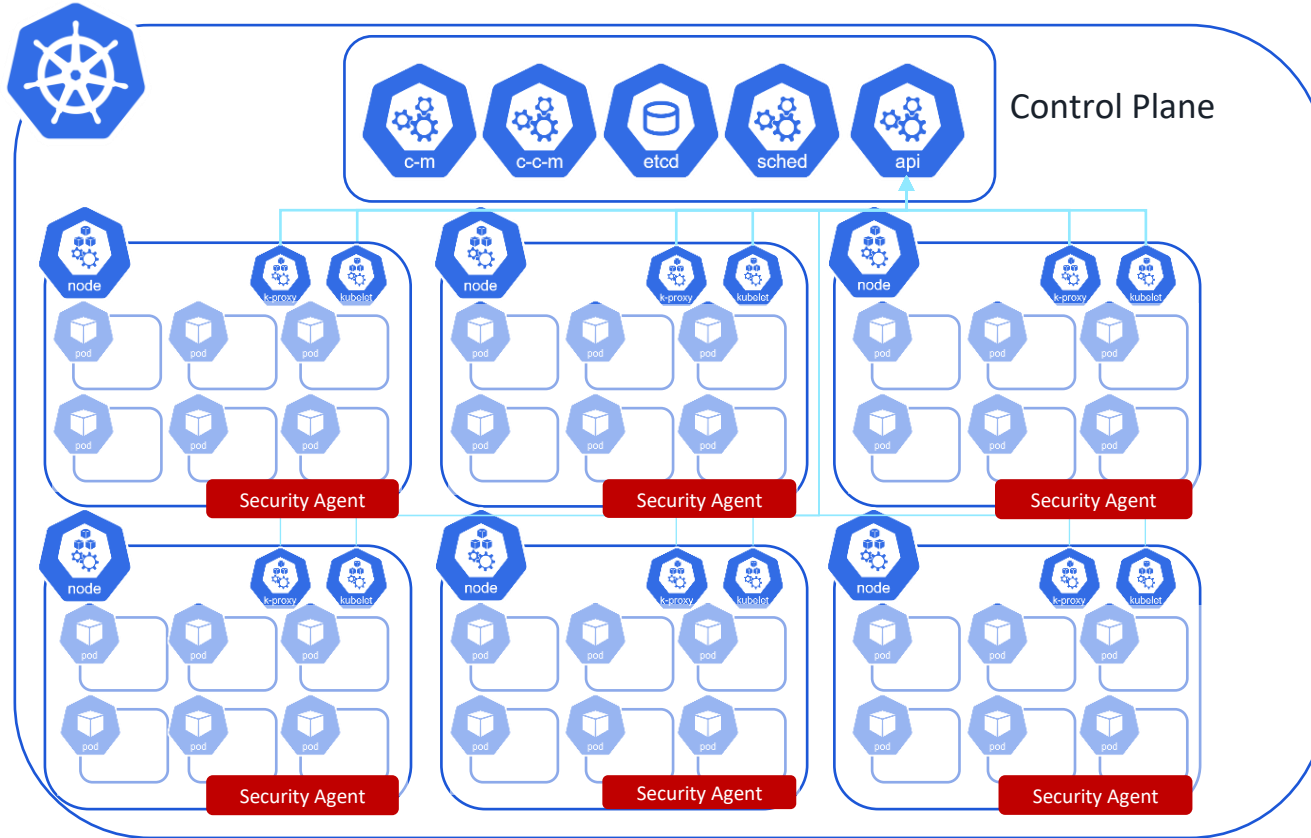 Control Plane
c-m
c-c-m
etcd
sched
api
node
k-proxy
kubelet
pod
pod
pod
pod
pod
pod
Security Agent
node
k-proxy
kubelet
pod
pod
pod
pod
pod
pod
Security Agent
node
k-proxy
kubelet
pod
pod
pod
pod
pod
pod
Security Agent
node
k-proxy
kubelet
pod
pod
pod
pod
pod
pod
Security Agent
node
k-proxy
kubelet
pod
pod
pod
pod
pod
pod
Security Agent
node
k-proxy
kubelet
pod
pod
pod
pod
pod
pod
Security Agent